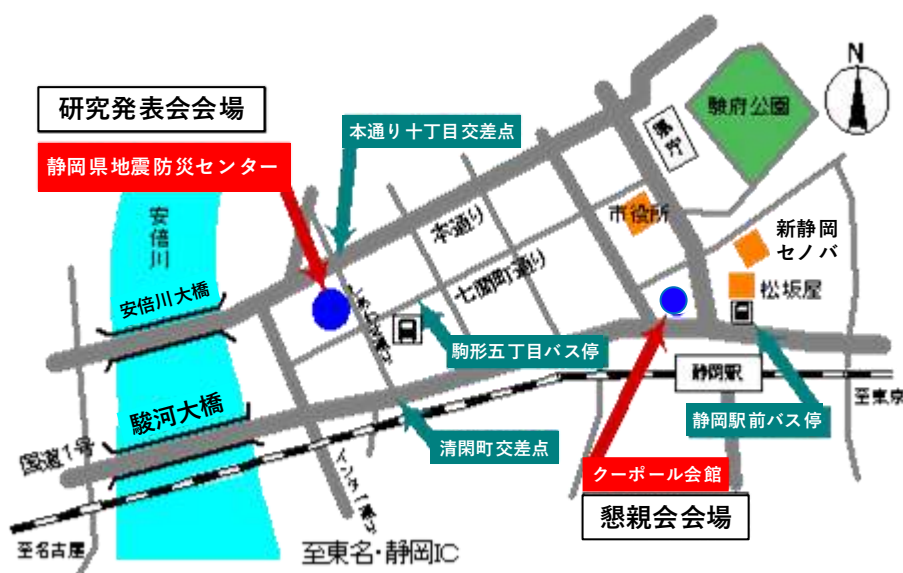 研究発表会会場
静岡県地震防災センター
本通り十丁目交差点
N
駿府公園
県庁
安倍川
本通り
市役所
新静岡
セノバ
七間町通り
松坂屋
安倍川大橋
駒形五丁目バス停
静岡駅
至東京
駿河大橋
静岡駅前バス停
国道1号
清閑町交差点
クーポール会館
インター通り
懇親会会場
至名古屋
至東名・静岡IC